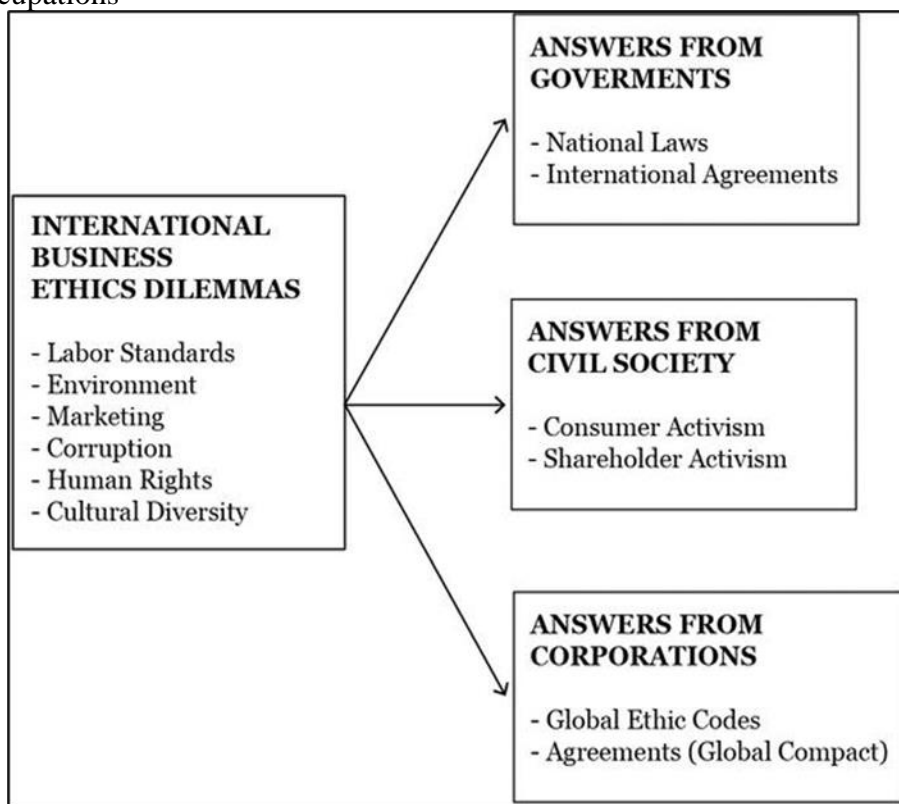 INTERNATIONAL
BUSINESS
ETHICS DILEMMAS
- Labor Standards
- Environment
- Marketing
- Corruption
- Human Rights
- Cultural Diversity
ANSWERS FROM
GOVERMENTS
- National Laws
- International Agreements
ANSWERS FROM
CIVIL SOCIETY
- Consumer Activism
- Shareholder Activism
ANSWERS FROM
CORPORATIONS
- Global Ethic Codes
- Agreements (Global Compact)